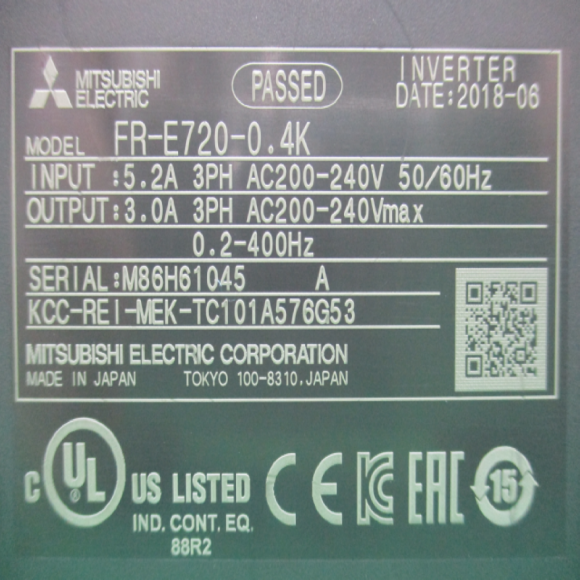 MITSUBISHI
ELECTRIC
PASSED
INVERTER
DATE:2018-06
MODEL FR-E720-0.4K
INPUT :5.2A 3PH AC200-240V 50/60Hz
OUTPUT:3.0A 3PH AC200-240Vmax
0.2-400Hz
SERIAL:M86H61045 A
KCC-REI-MEK-TC101A576G53
MITSUBISHI ELECTRIC CORPORATION
MADE IN JAPAN TOKYO 100-8310,JAPAN
C UL US LISTED CE KC EAC 15
IND. CONT. EQ.
88R2